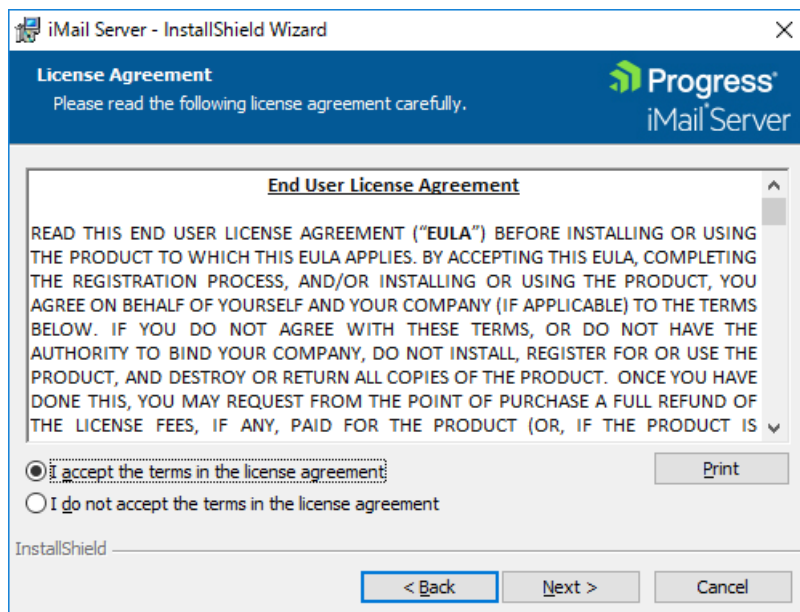 iMail Server - InstallShield Wizard
License Agreement
Please read the following license agreement carefully.
Progress®
iMail®Server
End User License Agreement
READ THIS END USER LICENSE AGREEMENT (“EULA”) BEFORE INSTALLING OR USING
THE PRODUCT TO WHICH THIS EULA APPLIES. BY ACCEPTING THIS EULA, COMPLETING
THE REGISTRATION PROCESS, AND/OR INSTALLING OR USING THE PRODUCT, YOU
AGREE ON BEHALF OF YOURSELF AND YOUR COMPANY (IF APPLICABLE) TO THE TERMS
BELOW. IF YOU DO NOT AGREE WITH THESE TERMS, OR DO NOT HAVE THE
AUTHORITY TO BIND YOUR COMPANY, DO NOT INSTALL, REGISTER FOR OR USE THE
PRODUCT, AND DESTROY OR RETURN ALL COPIES OF THE PRODUCT. ONCE YOU HAVE
DONE THIS, YOU MAY REQUEST FROM THE POINT OF PURCHASE A FULL REFUND OF
THE LICENSE FEES, IF ANY, PAID FOR THE PRODUCT (OR, IF THE PRODUCT IS
I accept the terms in the license agreement
Print
I do not accept the terms in the license agreement
InstallShield
< Back
Next >
Cancel